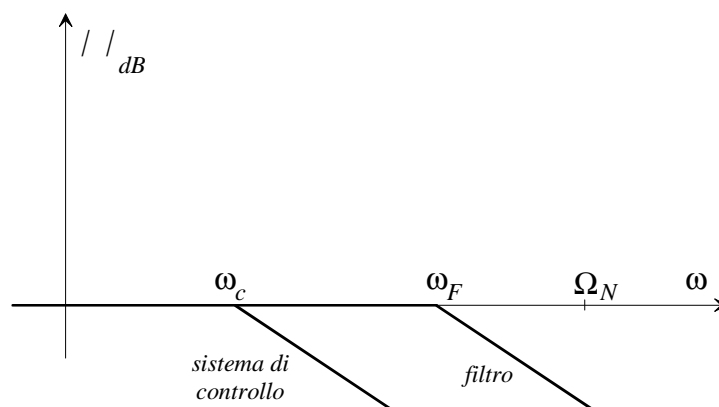 / /dB
ωc ωF ΩN ω
sistema di
controllo
filtro